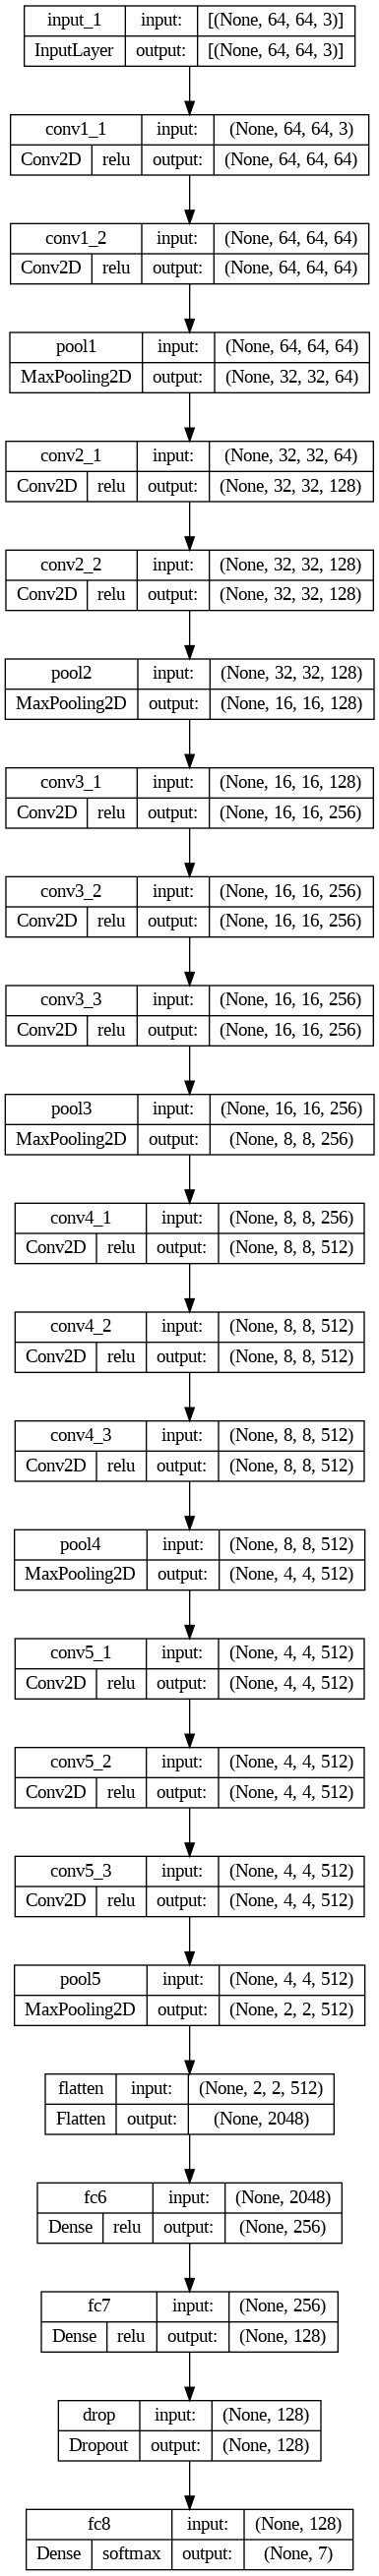 input_1 input: [(None, 64, 64, 3)]
InputLayer output: [(None, 64, 64, 3)]
conv1_1 input: (None, 64, 64, 3)
Conv2D relu output: (None, 64, 64, 64)
conv1_2 input: (None, 64, 64, 64)
Conv2D relu output: (None, 64, 64, 64)
pool1 input: (None, 64, 64, 64)
MaxPooling2D output: (None, 32, 32, 64)
conv2_1 input: (None, 32, 32, 64)
Conv2D relu output: (None, 32, 32, 128)
conv2_2 input: (None, 32, 32, 128)
Conv2D relu output: (None, 32, 32, 128)
pool2 input: (None, 32, 32, 128)
MaxPooling2D output: (None, 16, 16, 128)
conv3_1 input: (None, 16, 16, 128)
Conv2D relu output: (None, 16, 16, 256)
conv3_2 input: (None, 16, 16, 256)
Conv2D relu output: (None, 16, 16, 256)
conv3_3 input: (None, 16, 16, 256)
Conv2D relu output: (None, 16, 16, 256)
pool3 input: (None, 16, 16, 256)
MaxPooling2D output: (None, 8, 8, 256)
conv4_1 input: (None, 8, 8, 256)
Conv2D relu output: (None, 8, 8, 512)
conv4_2 input: (None, 8, 8, 512)
Conv2D relu output: (None, 8, 8, 512)
conv4_3 input: (None, 8, 8, 512)
Conv2D relu output: (None, 8, 8, 512)
pool4 input: (None, 8, 8, 512)
MaxPooling2D output: (None, 4, 4, 512)
conv5_1 input: (None, 4, 4, 512)
Conv2D relu output: (None, 4, 4, 512)
conv5_2 input: (None, 4, 4, 512)
Conv2D relu output: (None, 4, 4, 512)
conv5_3 input: (None, 4, 4, 512)
Conv2D relu output: (None, 4, 4, 512)
pool5 input: (None, 4, 4, 512)
MaxPooling2D output: (None, 2, 2, 512)
flatten input: (None, 2, 2, 512)
Flatten output: (None, 2048)
fc6 input: (None, 2048)
Dense relu output: (None, 256)
fc7 input: (None, 256)
Dense relu output: (None, 128)
drop input: (None, 128)
Dropout output: (None, 128)
fc8 input: (None, 128)
Dense softmax output: (None, 7)